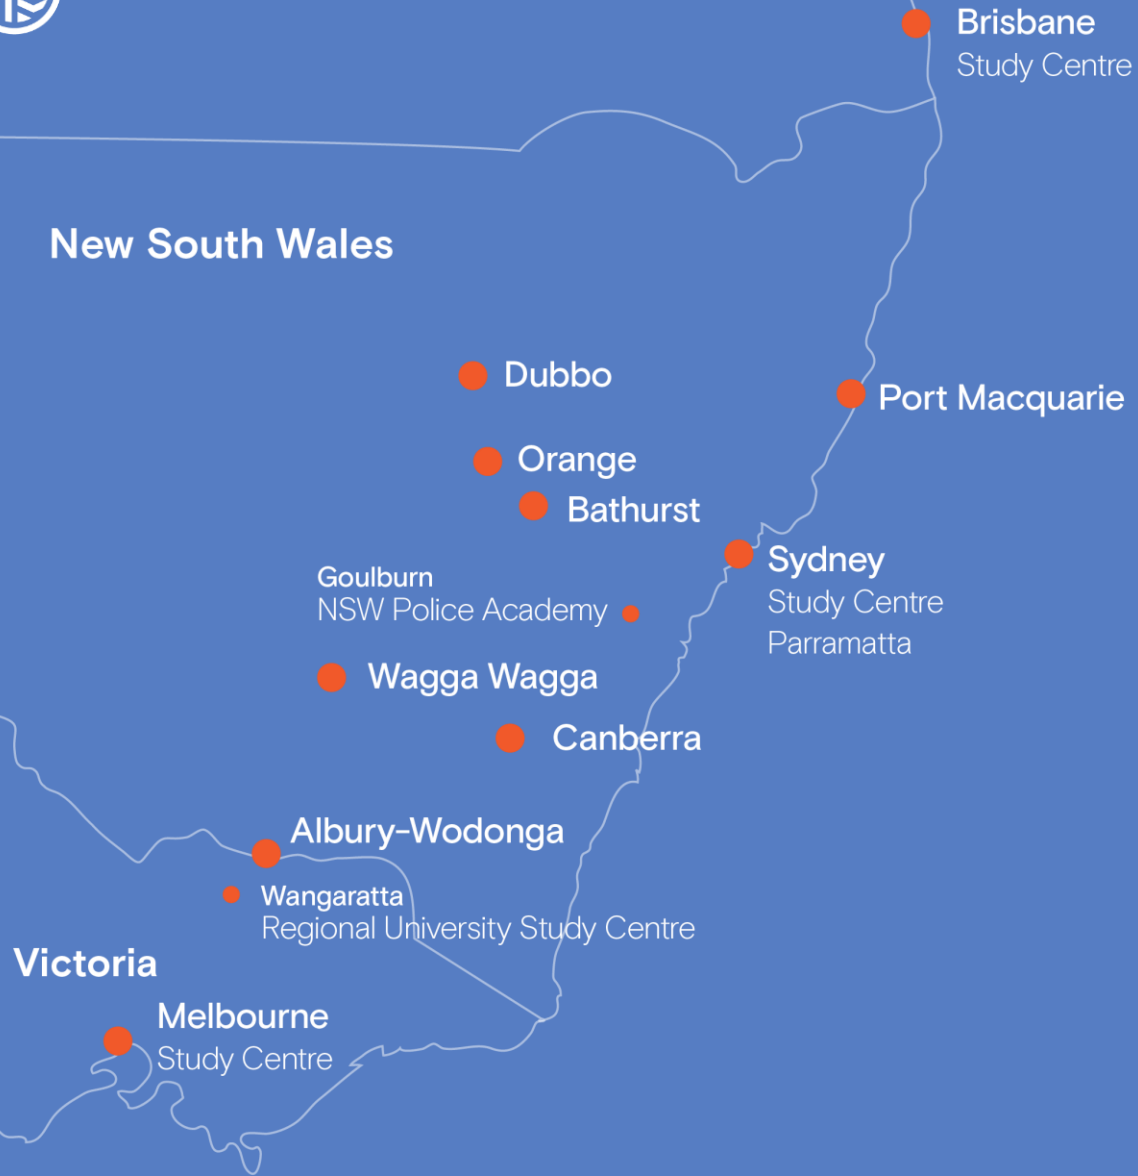 Brisbane
Study Centre
New South Wales
Dubbo
Port Macquarie
Orange
Bathurst
Sydney
Study Centre
Parramatta
Goulburn
NSW Police Academy
Wagga Wagga
Canberra
Albury-Wodonga
Wangaratta
Regional University Study Centre
Victoria
Melbourne
Study Centre